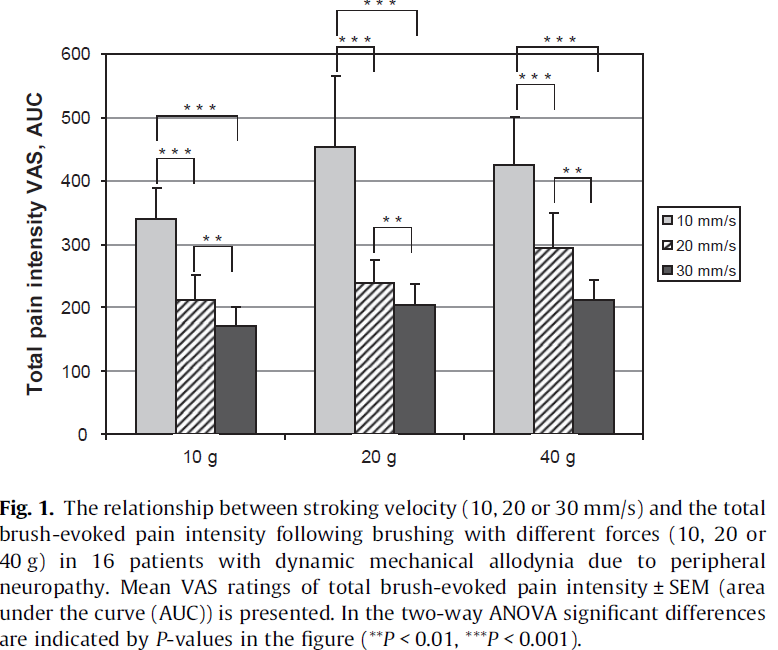 * * *
* * *
* * *
600
* * *
* * *
500
* * *
* * *
* *
400
* *
300
* *
200
100
0
Total pain intensity VAS, AUC
10 g
20 g
40 g
10 mm/s
20 mm/s
30 mm/s
Fig. 1. The relationship between stroking velocity (10, 20 or 30 mm/s) and the total
brush-evoked pain intensity following brushing with different forces (10, 20 or
40 g) in 16 patients with dynamic mechanical allodynia due to peripheral
neuropathy. Mean VAS ratings of total brush-evoked pain intensity ± SEM (area
under the curve (AUC)) is presented. In the two-way ANOVA significant differences
are indicated by P-values in the figure (**P < 0.01, ***P < 0.001).